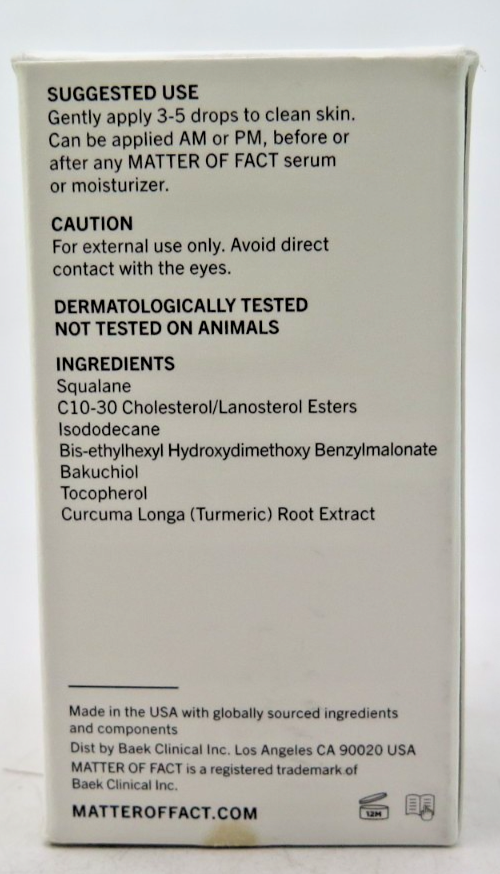 SUGGESTED USE
Gently apply 3-5 drops to clean skin.
Can be applied AM or PM, before or
after any MATTER OF FACT serum
or moisturizer.
CAUTION
For external use only. Avoid direct
contact with the eyes.
DERMATOLOGICALLY TESTED
NOT TESTED ON ANIMALS
INGREDIENTS
Squalane
C10-30 Cholesterol/Lanosterol Esters
Isododecane
Bis-ethylhexyl Hydroxydimethoxy Benzylmalonate
Bakuchiol
Tocopherol
Curcuma Longa (Turmeric) Root Extract
Made in the USA with globally sourced ingredients
and components
Dist by Baek Clinical Inc. Los Angeles CA 90020 USA
MATTER OF FACT is a registered trademark of
Baek Clinical Inc.
MATTEROFFACT.COM
12M